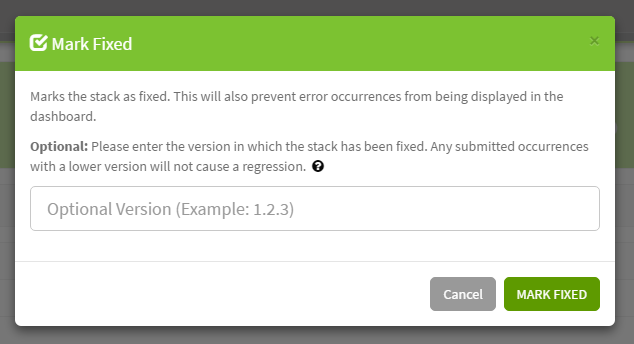 Mark Fixed
×
Marks the stack as fixed. This will also prevent error occurrences from being displayed in the
dashboard.
Optional: Please enter the version in which the stack has been fixed. Any submitted occurrences
with a lower version will not cause a regression. ?
Optional Version (Example: 1.2.3)
Cancel MARK FIXED